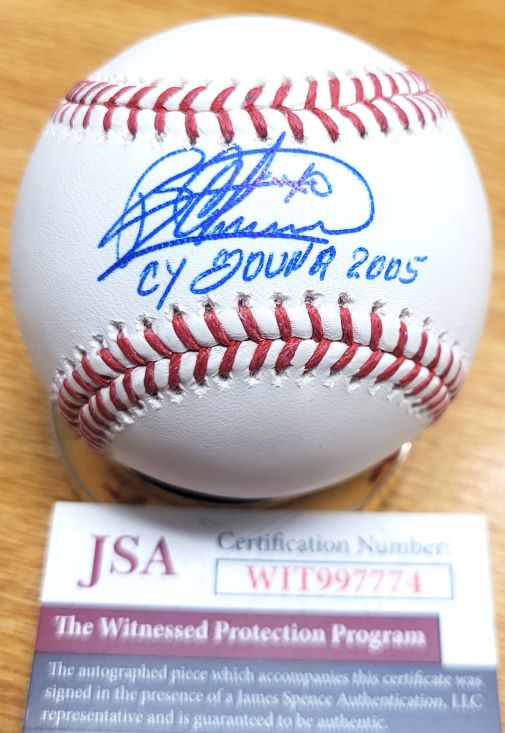 CY YOUNG 2005
JSA
Certification Number:
WIT997774
The Witnessed Protection Program
The autographed piece which accompanies this certificate was
signed in the presence of a James Spence Authentication, LLC
representative and is guaranteed to be authentic.